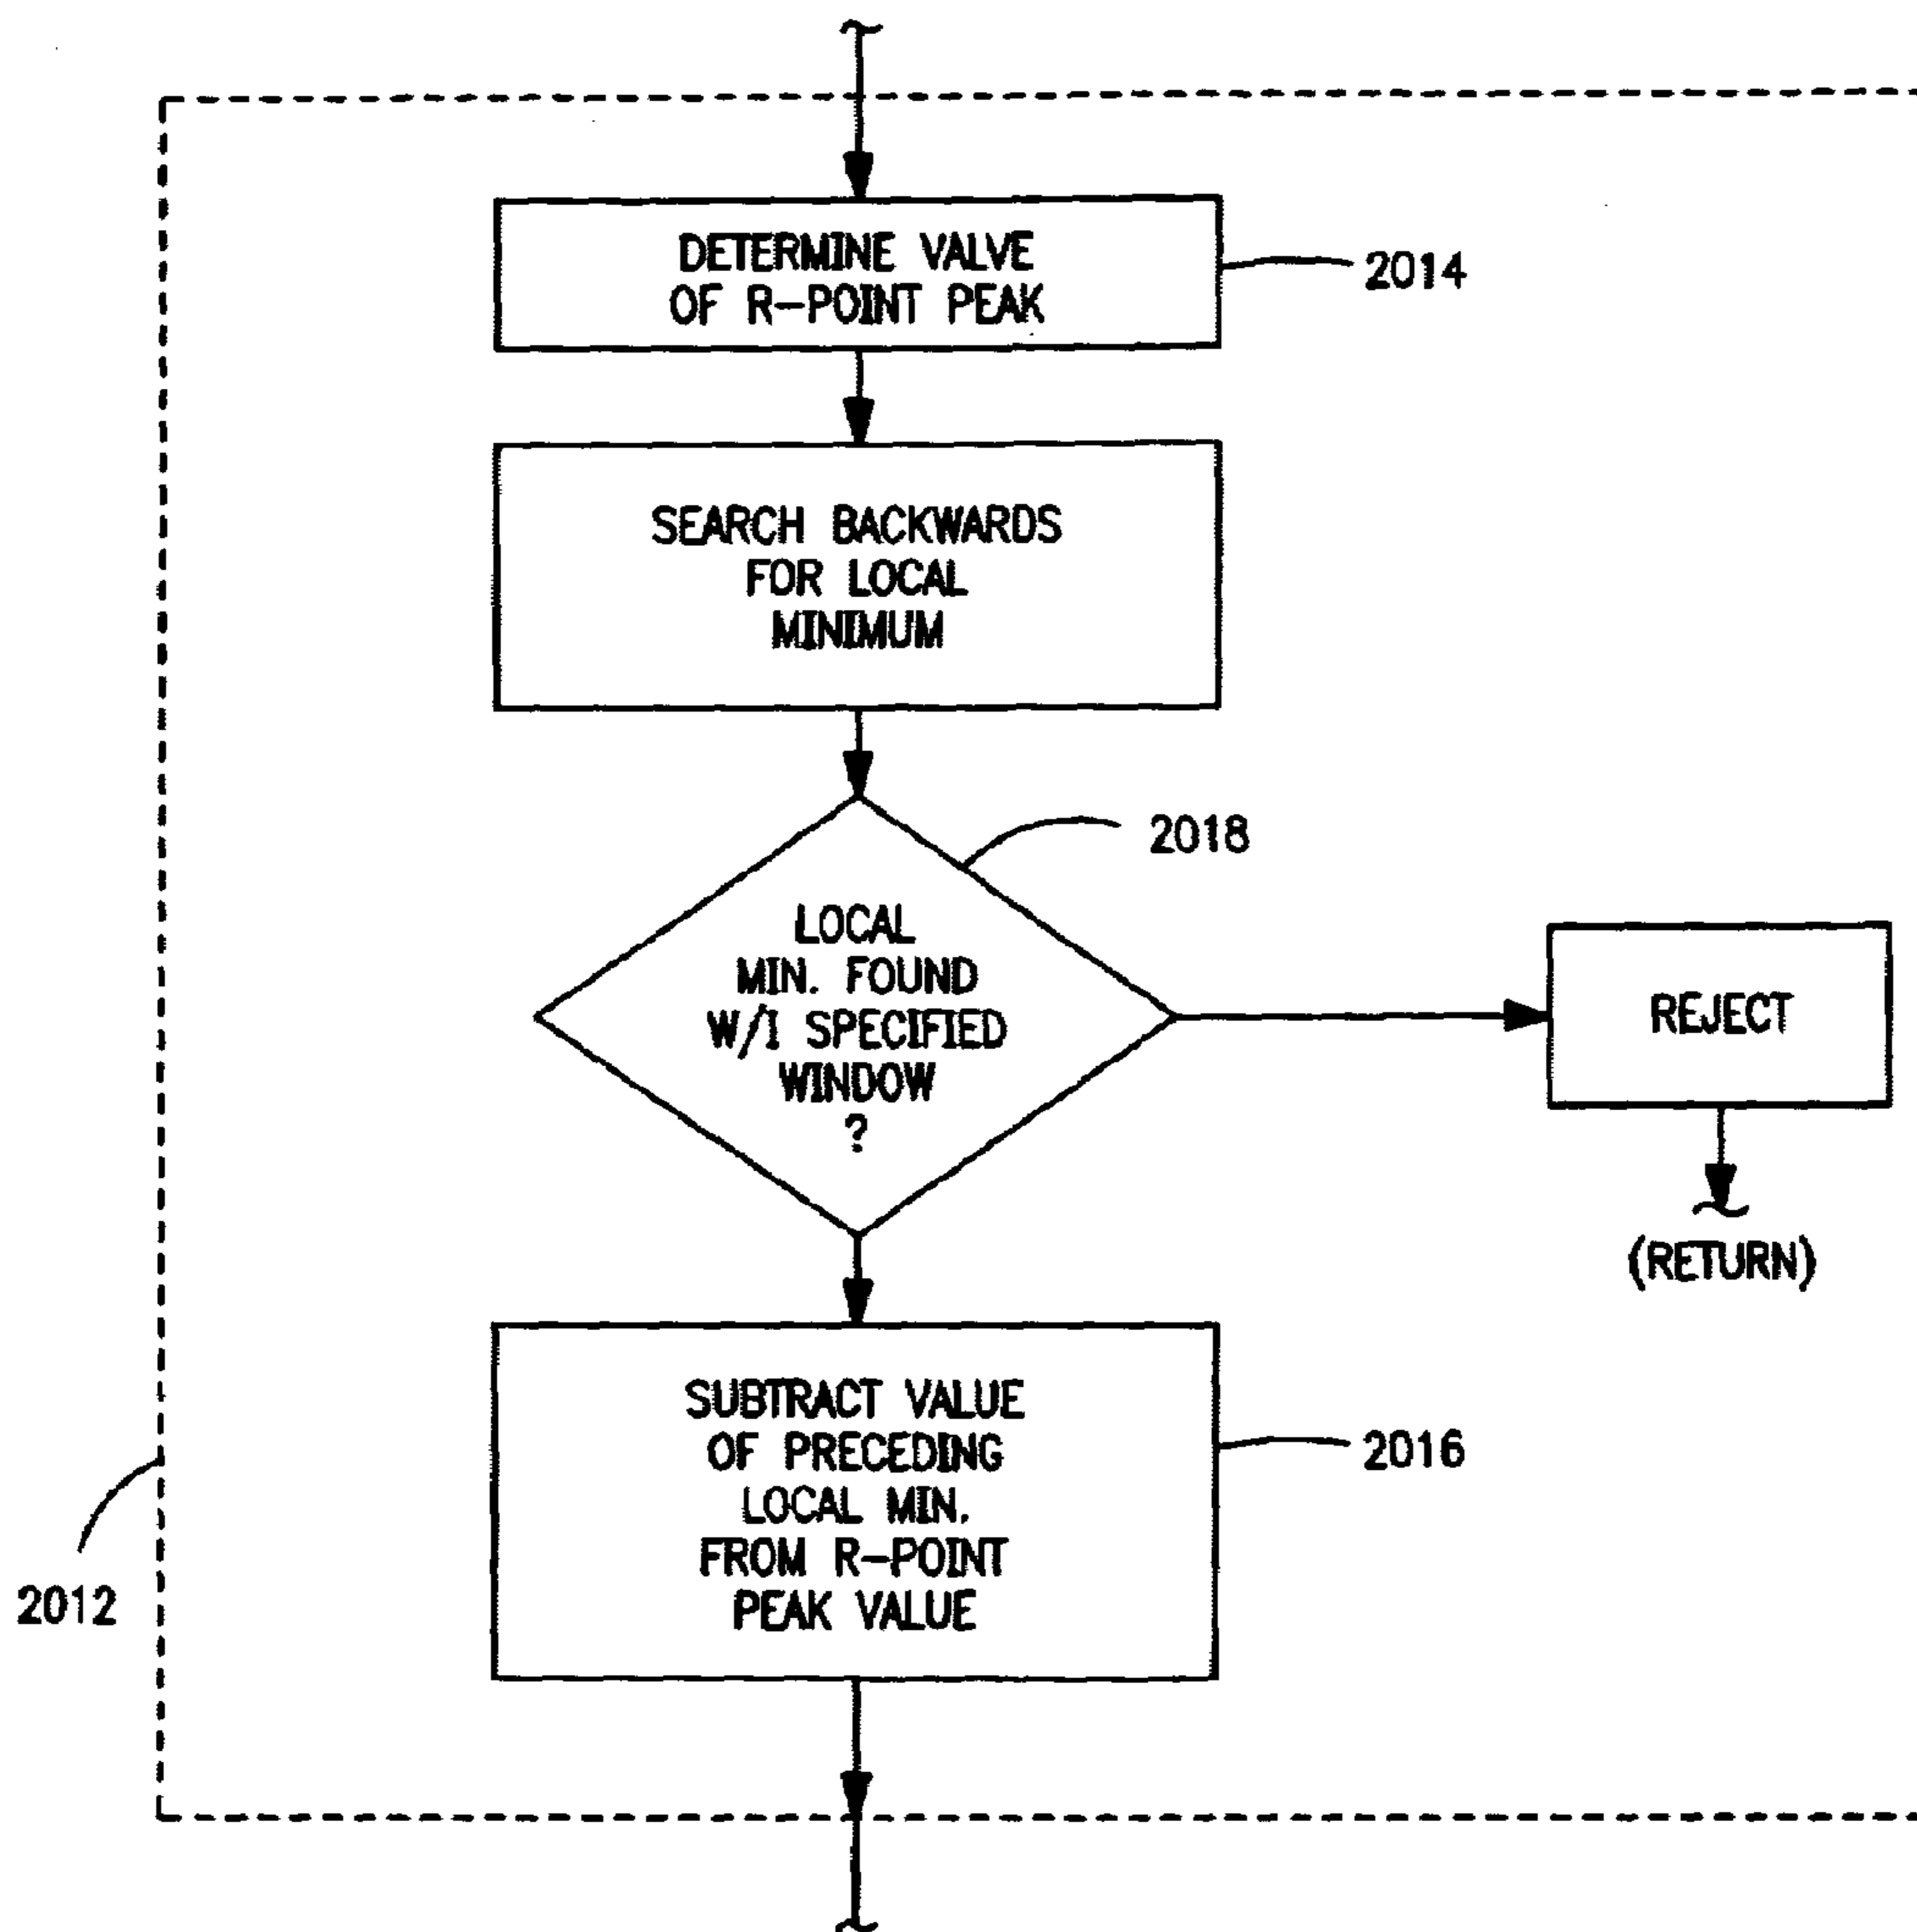 DETERMINE VALVE
OF R-POINT PEAK
2014
SEARCH BACKWARDS
FOR LOCAL
MINIMUM
2018
LOCAL
MIN. FOUND
W/I SPECIFIED
WINDOW
?
REJECT
(RETURN)
SUBTRACT VALUE
OF PRECEDING
LOCAL MIN.
FROM R-POINT
PEAK VALUE
2016
2012